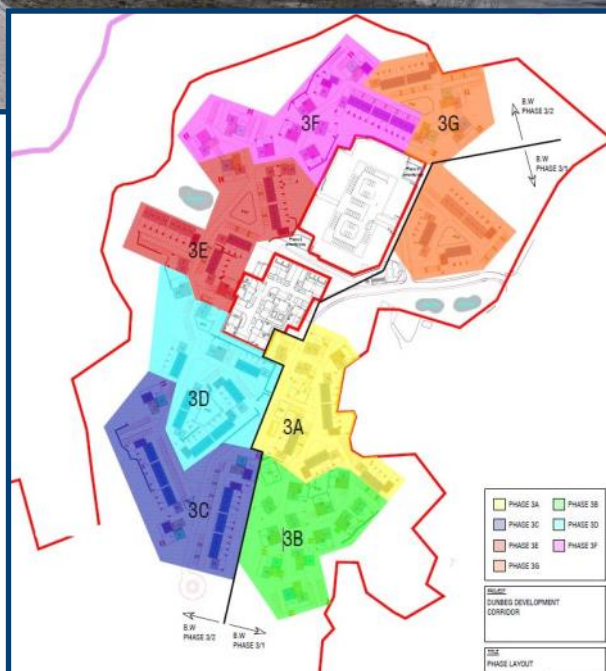 3F
3G
B.W
PHASE 3/2
B.W
PHASE 3/1
3E
3D
3A
3C
3B
B.W
PHASE 3/2
B.W
PHASE 3/1
PHASE 3A
PHASE 3B
PHASE 3C
PHASE 3D
PHASE 3E
PHASE 3F
PHASE 3G
PROJECT
DUNBEG DEVELOPMENT
CORRIDOR
TITLE
PHASE LAYOUT